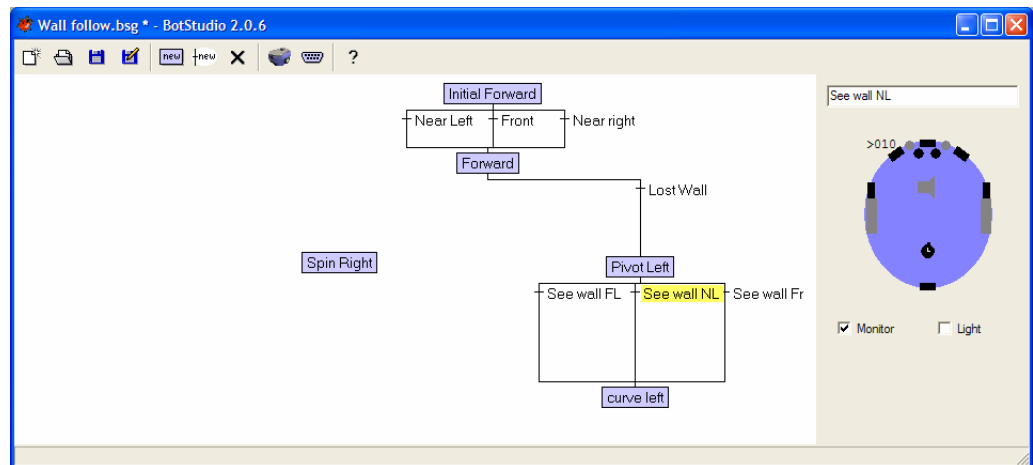 Wall follow.bsg * - BotStudio 2.0.6
new new ?
Initial Forward
Near Left Front Near right
Forward
Lost Wall
Spin Right
Pivot Left
See wall FL See wall NL See wall Fr
curve left
See wall NL
>010
Monitor Light